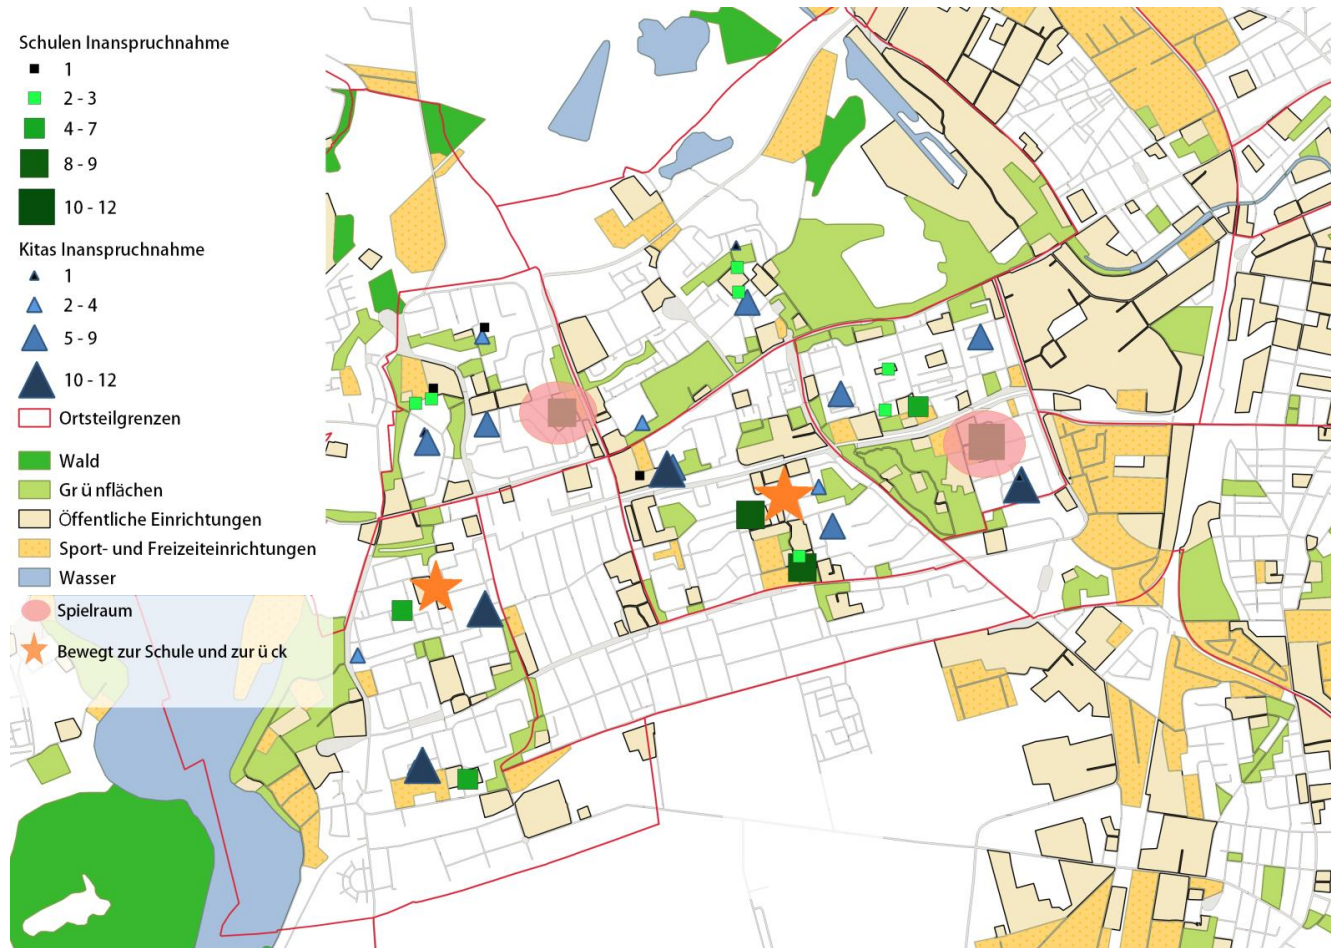 Schulen Inanspruchnahme
1
2 - 3
4 - 7
8 - 9
10 - 12
Kitas Inanspruchnahme
1
2 - 4
5 - 9
10 - 12
Ortsteilgrenzen
Wald
Gr ü nflächen
Öffentliche Einrichtungen
Sport- und Freizeiteinrichtungen
Wasser
Spielraum
Bewegt zur Schule und zur ü ck